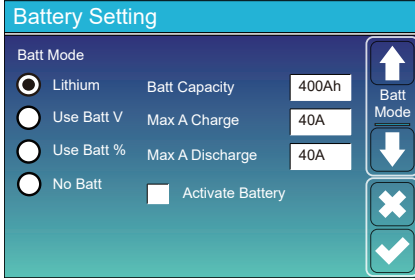 Battery Setting
Batt Mode
Lithium
Batt Capacity
400Ah
Use Batt V
Max A Charge
40A
Use Batt %
Max A Discharge
40A
No Batt
Activate Battery
Batt
Mode